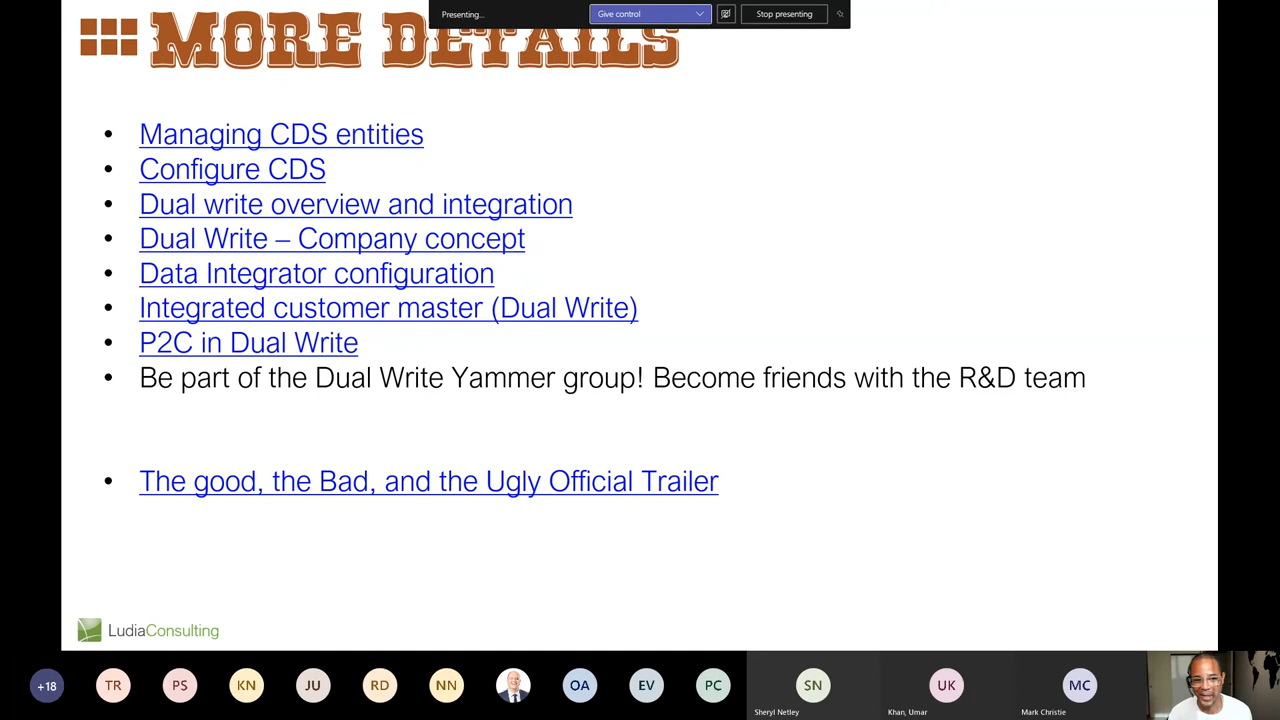 Presenting...
Give control
Stop presenting
MORE DETAILS
• Managing CDS entities
• Configure CDS
• Dual write overview and integration
• Dual Write – Company concept
• Data Integrator configuration
• Integrated customer master (Dual Write)
• P2C in Dual Write
• Be part of the Dual Write Yammer group! Become friends with the R&D team
• The good, the Bad, and the Ugly Official Trailer
LudiaConsulting
+18 TR PS KN JU RD NN OA EV PC SN UK MC
Sheryl Netley Khan, Umar Mark Christie